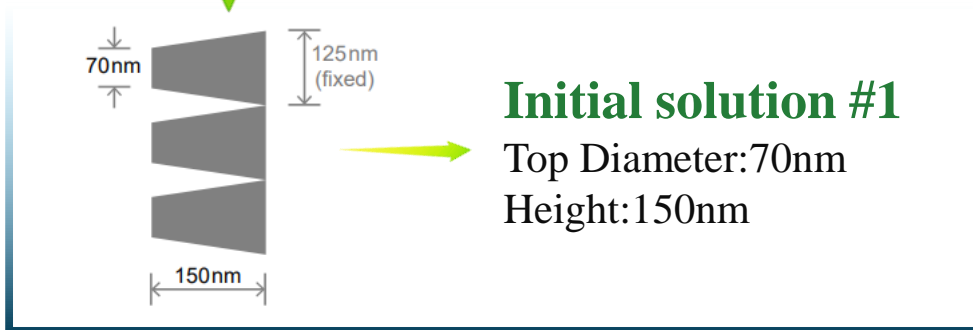 70nm
125nm
(fixed)
150nm
Initial solution #1
Top Diameter:70nm
Height:150nm